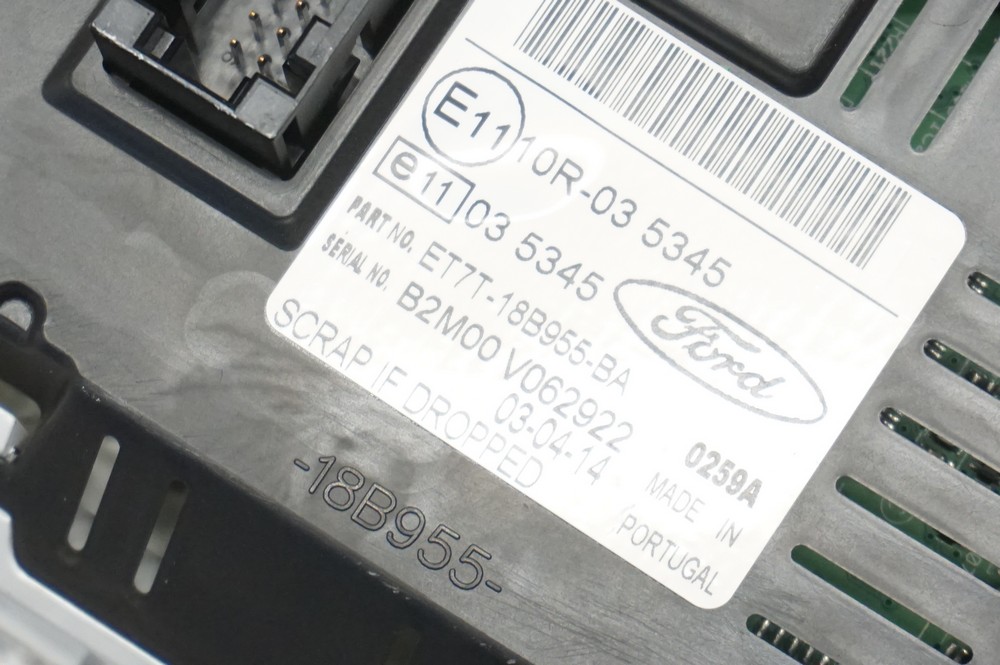 E11 10R-03 5345
e11 03 5345
PART NO. ET7T-18B955-BA
SERIAL NO. B2M00 V062922
03-04-14
SCRAP IF DROPPED
Ford
0259A
MADE IN
PORTUGAL
-18B955-